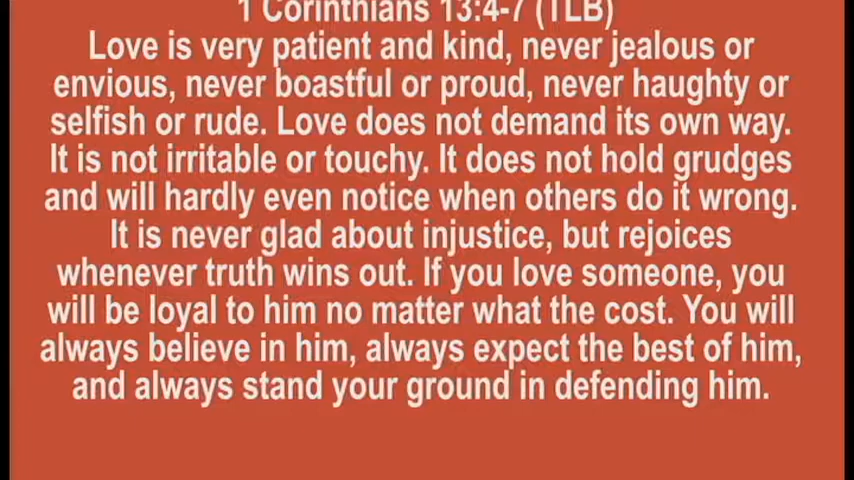 1 Corinthians 13:4-7 (TLB)
Love is very patient and kind, never jealous or
envious, never boastful or proud, never haughty or
selfish or rude. Love does not demand its own way.
It is not irritable or touchy. It does not hold grudges
and will hardly even notice when others do it wrong.
It is never glad about injustice, but rejoices
whenever truth wins out. If you love someone, you
will be loyal to him no matter what the cost. You will
always believe in him, always expect the best of him,
and always stand your ground in defending him.